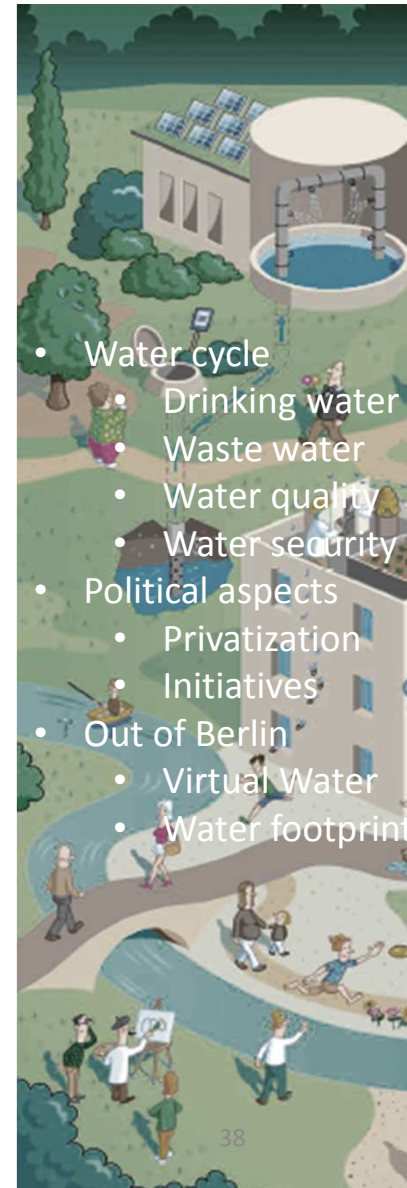 • Water cycle
• Drinking water
• Waste water
• Water quality
• Water security
• Political aspects
• Privatization
• Initiatives
• Out of Berlin
• Virtual Water
• Water footprint
38